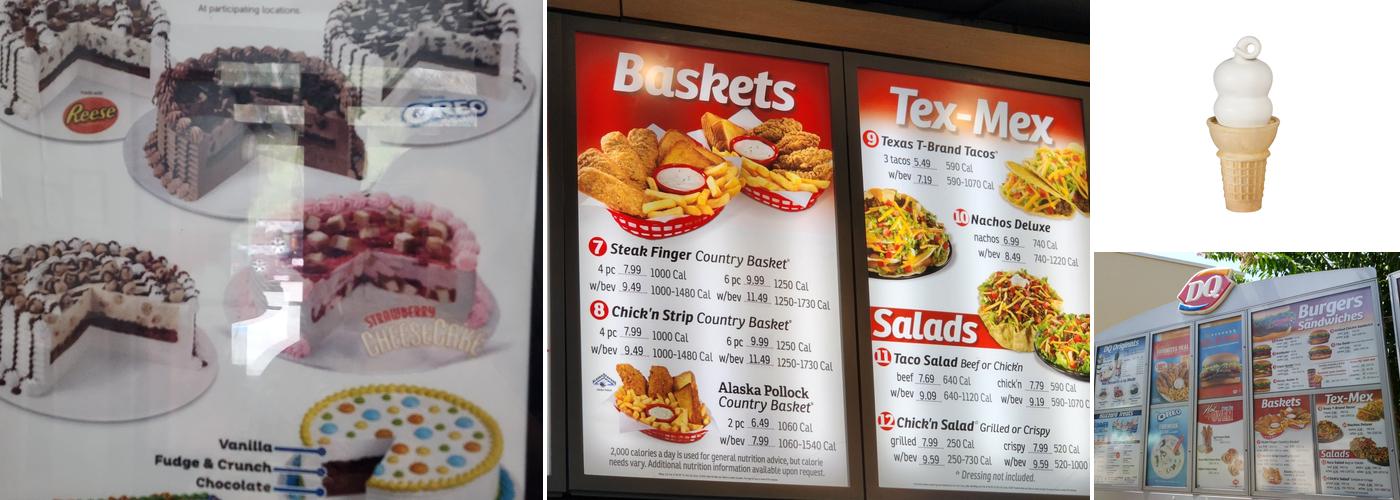 At participating locations.
Reese
OREO
STRAWBERRY
CHEESECAKE
Vanilla
Fudge & Crunch
Chocolate
Baskets
7 Steak Finger Country Basket®
4 pc 7.99 1000 Cal 6 pc 9.99 1250 Cal
w/bev 9.49 1000-1480 Cal w/bev 11.49 1250-1730 Cal
8 Chick'n Strip Country Basket®
4 pc 7.99 1000 Cal 6 pc 9.99 1250 Cal
w/bev 9.49 1000-1480 Cal w/bev 11.49 1250-1730 Cal
Alaska Pollock
Country Basket®
2 pc 6.49 1060 Cal
w/bev 7.99 1060-1540 Cal
2,000 calories a day is used for general nutrition advice, but calorie
needs vary. Additional nutrition information available upon request.
Tex-Mex
9 Texas T-Brand Tacos®
3 tacos 5.49 590 Cal
w/bev 7.19 590-1070 Cal
10 Nachos Deluxe
nachos 6.99 740 Cal
w/bev 8.49 740-1220 Cal
Salads
11 Taco Salad Beef or Chick'n
beef 7.69 640 Cal chick'n 7.79 590 Cal
w/bev 9.09 640-1120 Cal w/bev 9.19 590-1070 C
12 Chick'n Salad® Grilled or Crispy
grilled 7.99 250 Cal crispy 7.99 520 Cal
w/bev 9.59 250-730 Cal w/bev 9.59 520-1000
* Dressing not included.
DQ
DQ Originals
Burgers
Sandwiches
OREO
Baskets
Tex-Mex
Salads